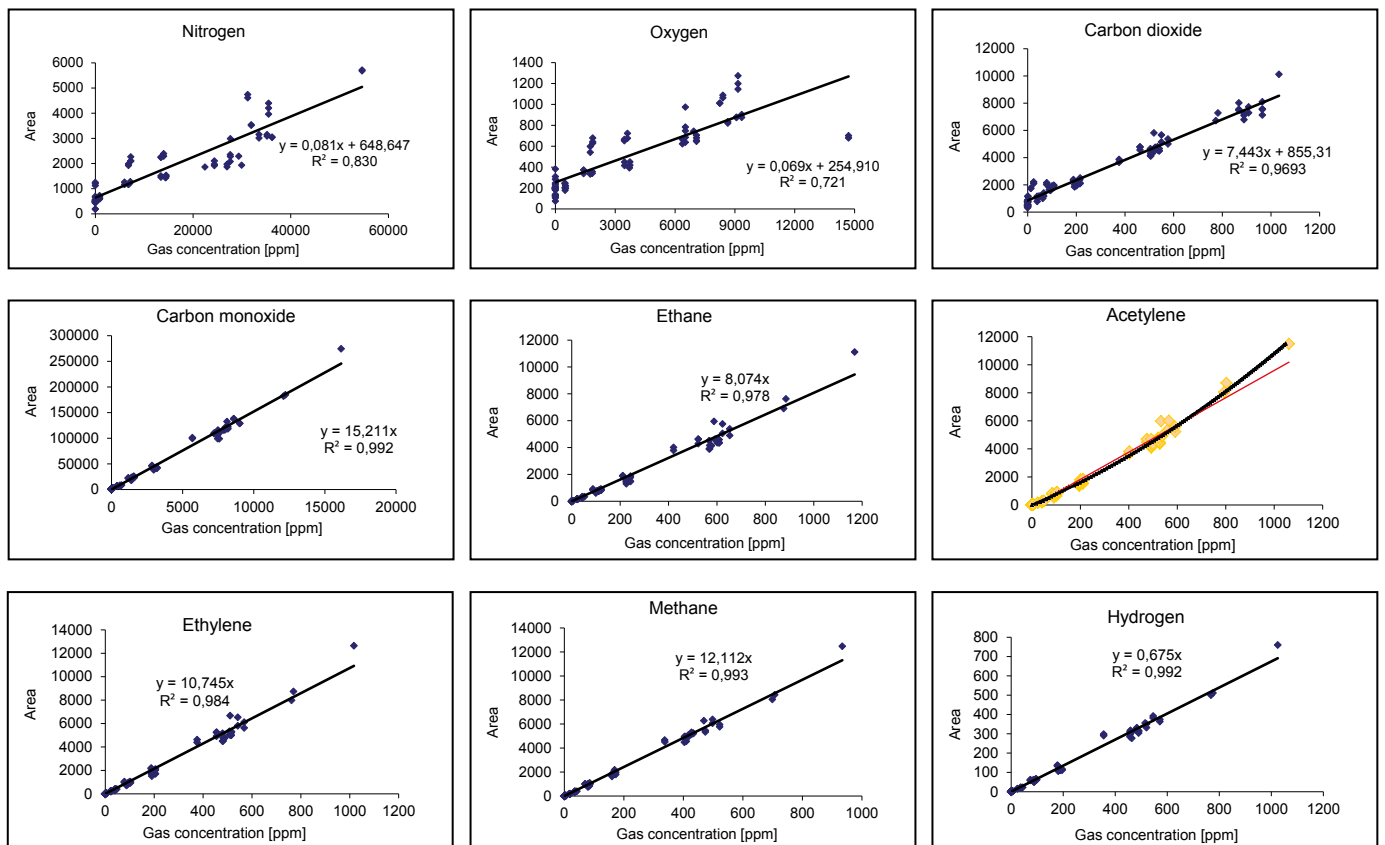 Nitrogen
6000
5000
4000
3000
2000
1000
0
Area
y = 0,081x + 648,647
R² = 0,830
0 20000 40000 60000
Gas concentration [ppm]
Oxygen
1400
1200
1000
800
600
400
200
0
Area
y = 0,069x + 254,910
R² = 0,721
0 3000 6000 9000 12000 15000
Gas concentration [ppm]
Carbon dioxide
12000
10000
8000
6000
4000
2000
0
Area
y = 7,443x + 855,31
R² = 0,9693
0 200 400 600 800 1000 1200
Gas concentration [ppm]
Carbon monoxide
300000
250000
200000
150000
100000
50000
0
Area
y = 15,211x
R² = 0,992
0 5000 10000 15000 20000
Gas concentration [ppm]
Ethane
12000
10000
8000
6000
4000
2000
0
Area
y = 8,074x
R² = 0,978
0 200 400 600 800 1000 1200
Gas concentration [ppm]
Acetylene
12000
10000
8000
6000
4000
2000
0
Area
0 200 400 600 800 1000 1200
Gas concentration [ppm]
Ethylene
14000
12000
10000
8000
6000
4000
2000
0
Area
y = 10,745x
R² = 0,984
0 200 400 600 800 1000 1200
Gas concentration [ppm]
Methane
14000
12000
10000
8000
6000
4000
2000
0
Area
y = 12,112x
R² = 0,993
0 200 400 600 800 1000
Gas concentration [ppm]
Hydrogen
800
700
600
500
400
300
200
100
0
Area
y = 0,675x
R² = 0,992
0 200 400 600 800 1000 1200
Gas concentration [ppm]